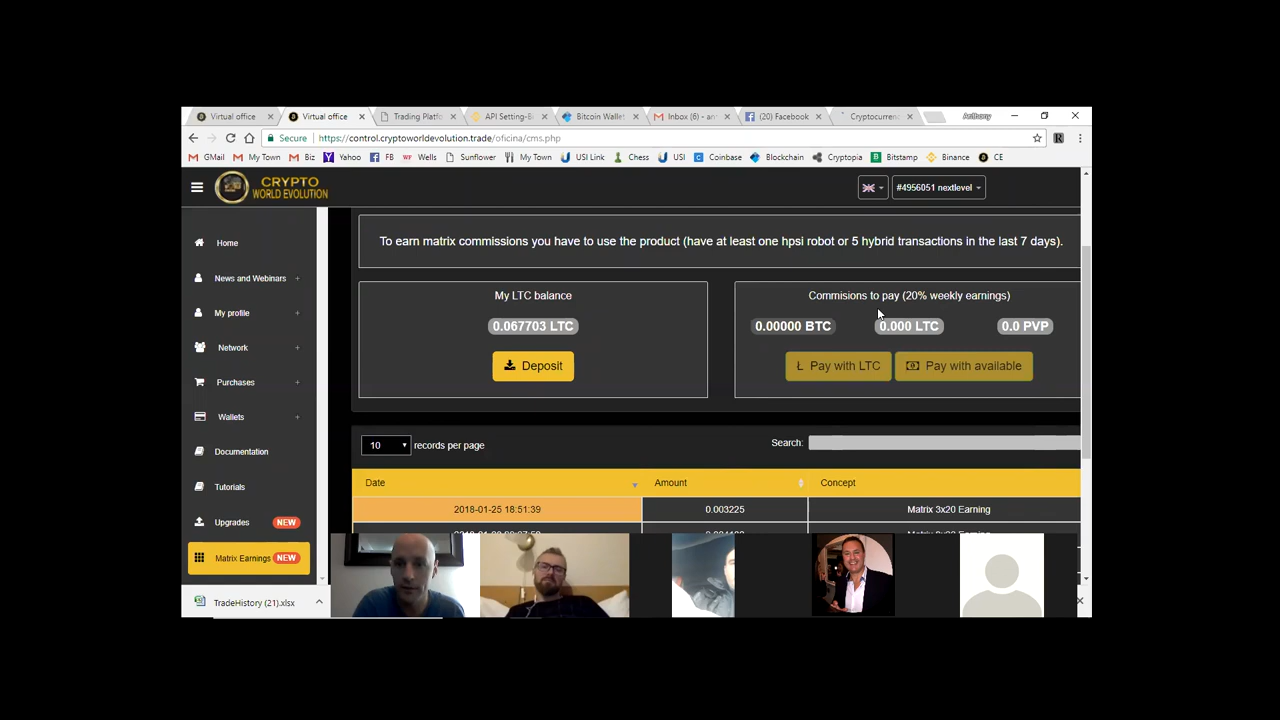 Virtual office
Virtual office
Trading Platfo
API Setting-Bi
Bitcoin Wallet
Inbox (6) - an
(20) Facebook
Cryptocurrenc
Anthony
Secure
https://control.cryptoworldevolution.trade/oficina/cms.php
GMail
My Town
Biz
Yahoo
FB
Wells
Sunflower
My Town
USI Link
Chess
USI
Coinbase
Blockchain
Cryptopia
Bitstamp
Binance
CE
CRYPTO
WORLD EVOLUTION
#4956051 nextlevel
Home
News and Webinars +
My profile +
Network +
Purchases +
Wallets +
Documentation
Tutorials
Upgrades NEW
Matrix Earnings NEW
To earn matrix commissions you have to use the product (have at least one hpsi robot or 5 hybrid transactions in the last 7 days).
My LTC balance
0.067703 LTC
Deposit
Commisions to pay (20% weekly earnings)
0.00000 BTC
0.000 LTC
0.0 PVP
Pay with LTC
Pay with available
10 records per page
Search:
Date
Amount
Concept
2018-01-25 18:51:39
0.003225
Matrix 3x20 Earning
TradeHistory (21).xlsx